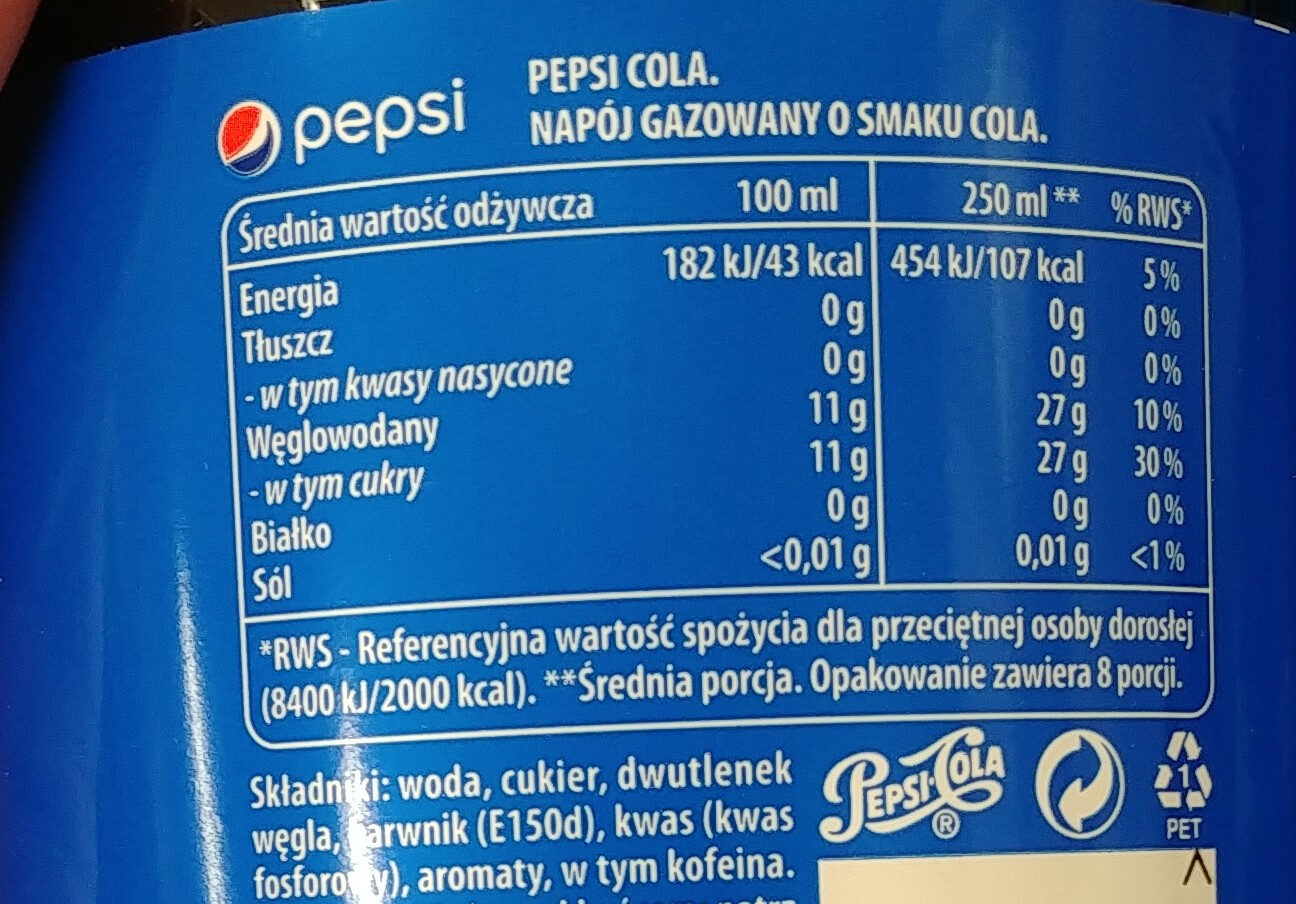 pepsi
PEPSI COLA.
NAPÓJ GAZOWANY O SMAKU COLA.
Średnia wartość odżywcza 100 ml 250 ml ** % RWS*
Energia 182 kJ/43 kcal 454 kJ/107 kcal 5 %
Tłuszcz 0 g 0 g 0 %
- w tym kwasy nasycone 0 g 0 g 0 %
Węglowodany 11 g 27 g 10 %
- w tym cukry 11 g 27 g 30 %
Białko 0 g 0 g 0 %
Sól <0,01 g 0,01 g <1 %
*RWS - Referencyjna wartość spożycia dla przeciętnej osoby dorosłej
(8400 kJ/2000 kcal). **Średnia porcja. Opakowanie zawiera 8 porcji.
Składniki: woda, cukier, dwutlenek
węgla, barwnik (E150d), kwas (kwas
fosforowy), aromaty, w tym kofeina.
PEPSI-COLA ®
1
PET